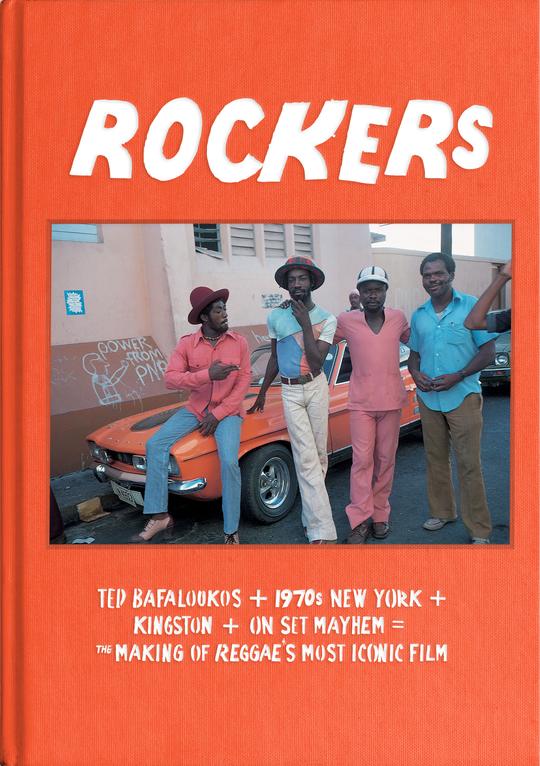 ROCKERS
POWER
FROM
PNP
TED BAFALOUKOS + 1970s NEW YORK +
KINGSTON + ON SET MAYHEM =
THE MAKING OF REGGAE'S MOST ICONIC FILM